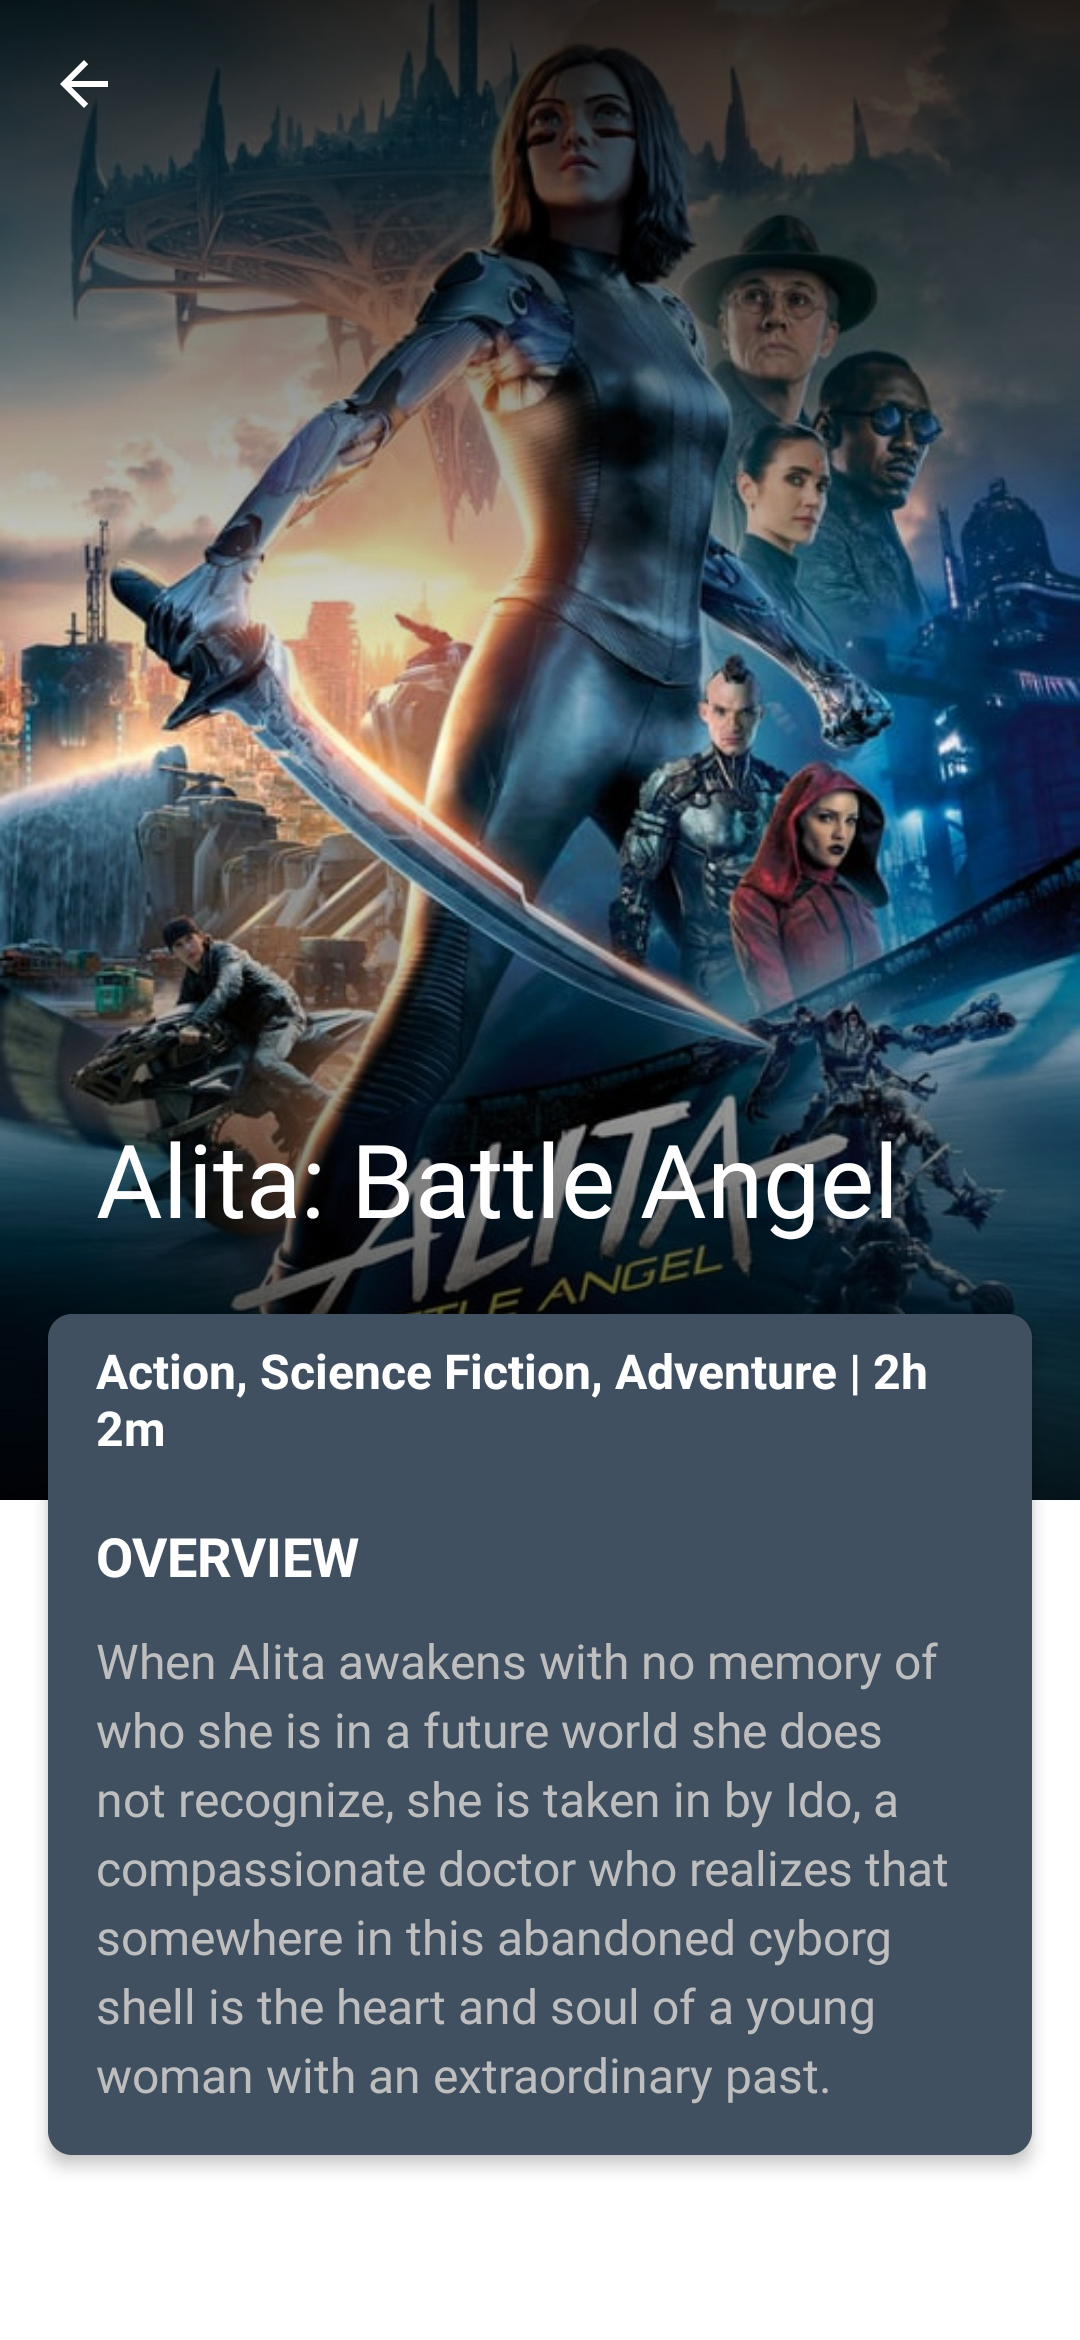 Alita: Battle Angel
ALITA
TLE ANGEL
Action, Science Fiction, Adventure | 2h
2m
OVERVIEW
When Alita awakens with no memory of
who she is in a future world she does
not recognize, she is taken in by Ido, a
compassionate doctor who realizes that
somewhere in this abandoned cyborg
shell is the heart and soul of a young
woman with an extraordinary past.